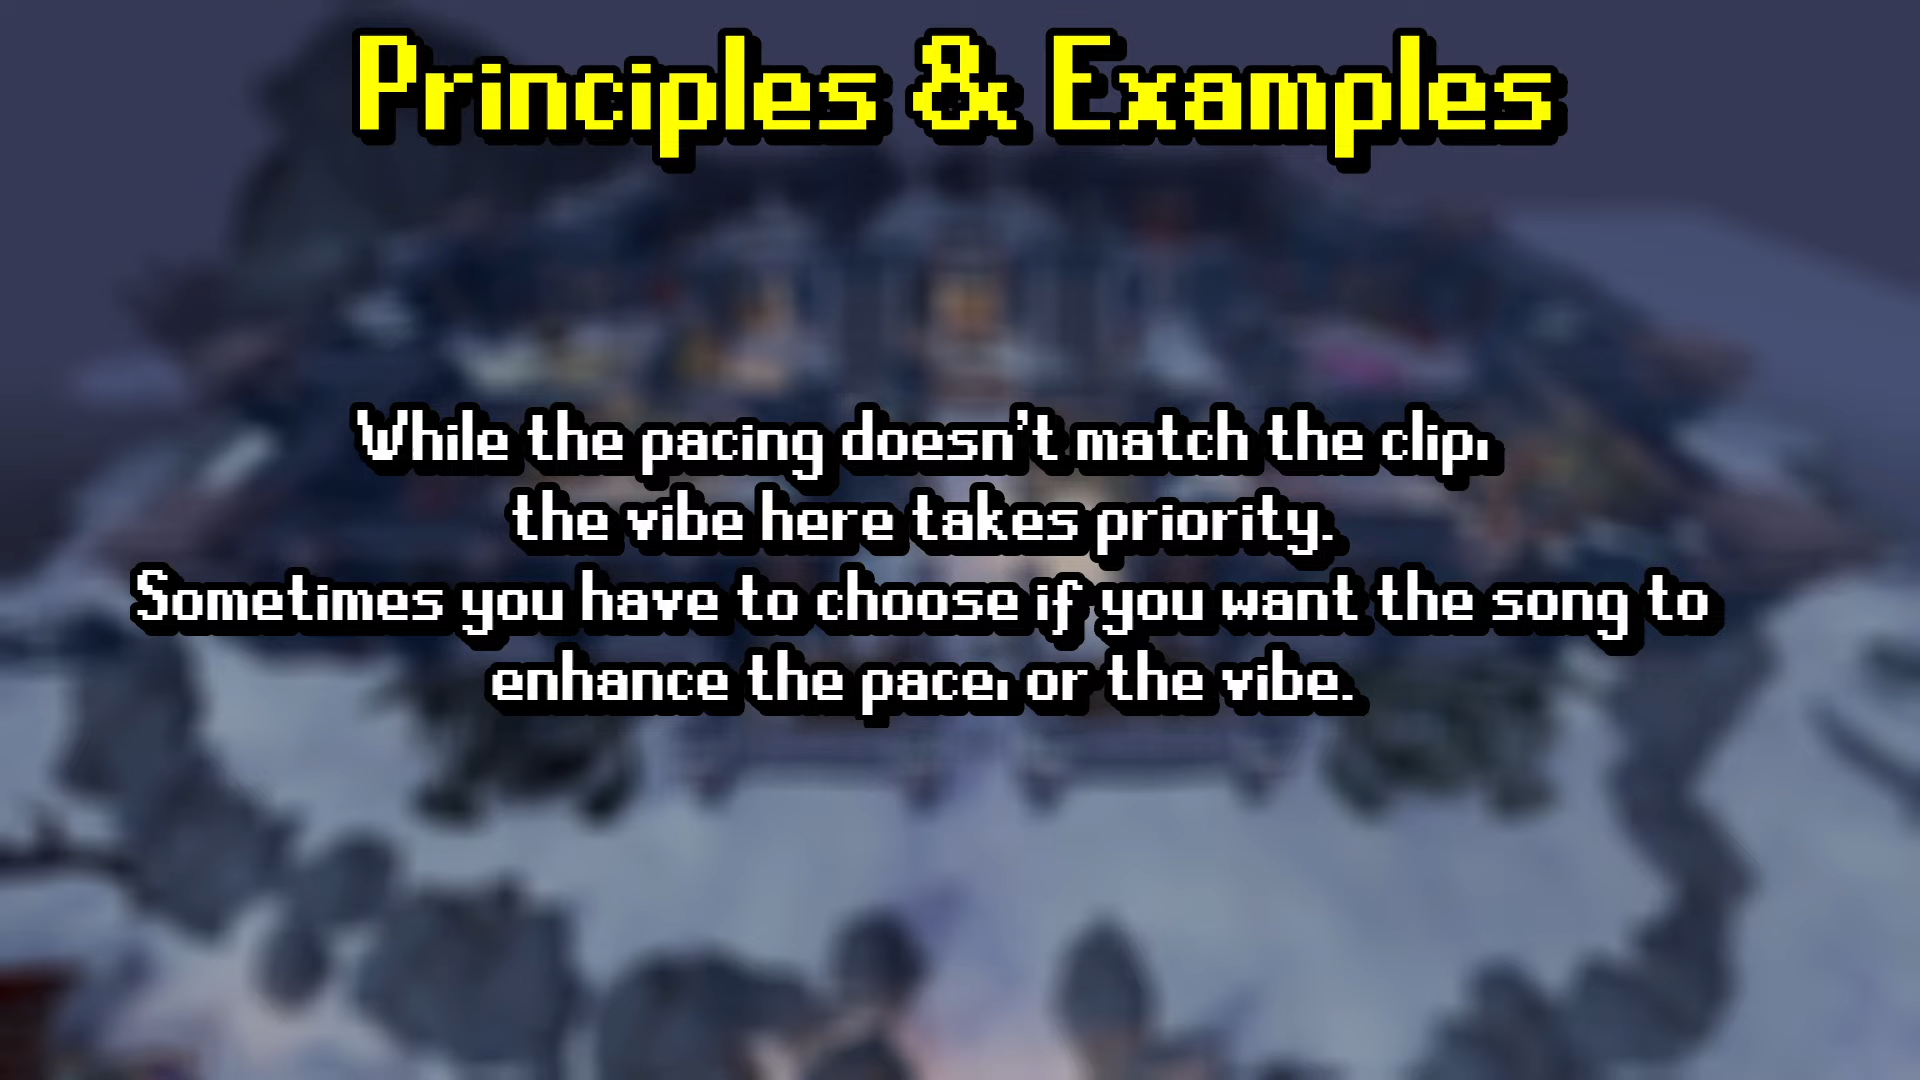 Principles & Examples
While the pacing doesn't match the clip,
the vibe here takes priority.
Sometimes you have to choose if you want the song to
enhance the pace, or the vibe.